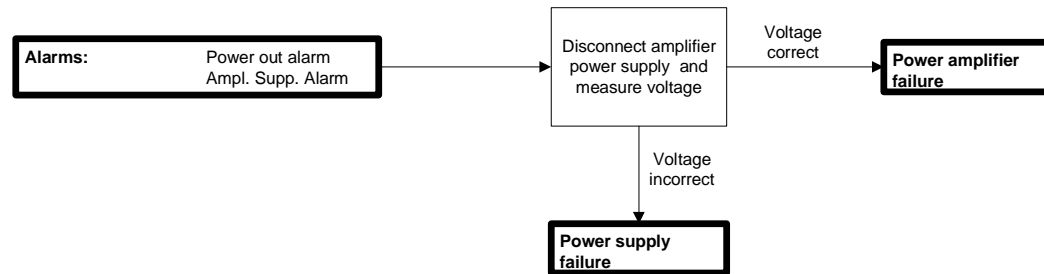 Alarms: Power out alarm
Ampl. Supp. Alarm
Disconnect amplifier
power supply and
measure voltage
Voltage
correct
Power amplifier
failure
Voltage
incorrect
Power supply
failure